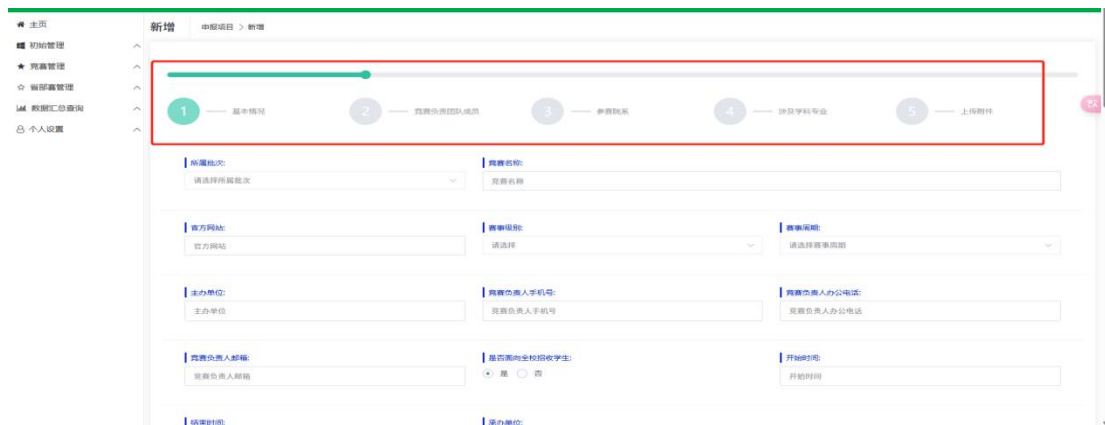 主页
新增 申报项目 > 新增
初始管理
竞赛管理
省部赛管理
数据汇总查询
个人设置
1 基本情况 2 竞赛负责团队成员 3 参赛院系 4 涉及学科专业 5 上传附件
所属批次: 竞赛名称:
请选择所属批次 竞赛名称
官方网站: 赛事级别: 赛事周期:
官方网站 请选择 请选择赛事周期
主办单位: 竞赛负责人手机号: 竞赛负责人办公电话:
主办单位 竞赛负责人手机号 竞赛负责人办公电话
竞赛负责人邮箱: 是否面向全校招收学生: 开始时间:
竞赛负责人邮箱 是 否 开始时间
结束时间: 承办单位: